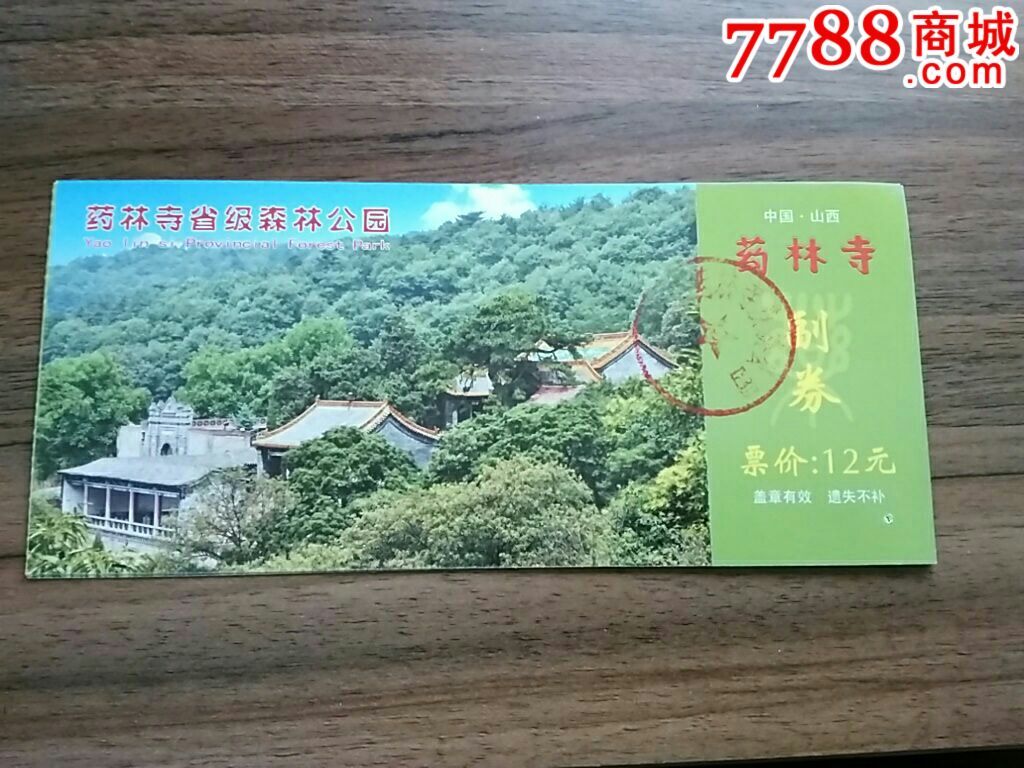 7788商城
.com
药林寺省级森林公园
Yao lin si Provincial Forest Park
中国·山西
药林寺
副
券
票价:12元
盖章有效 遗失不补